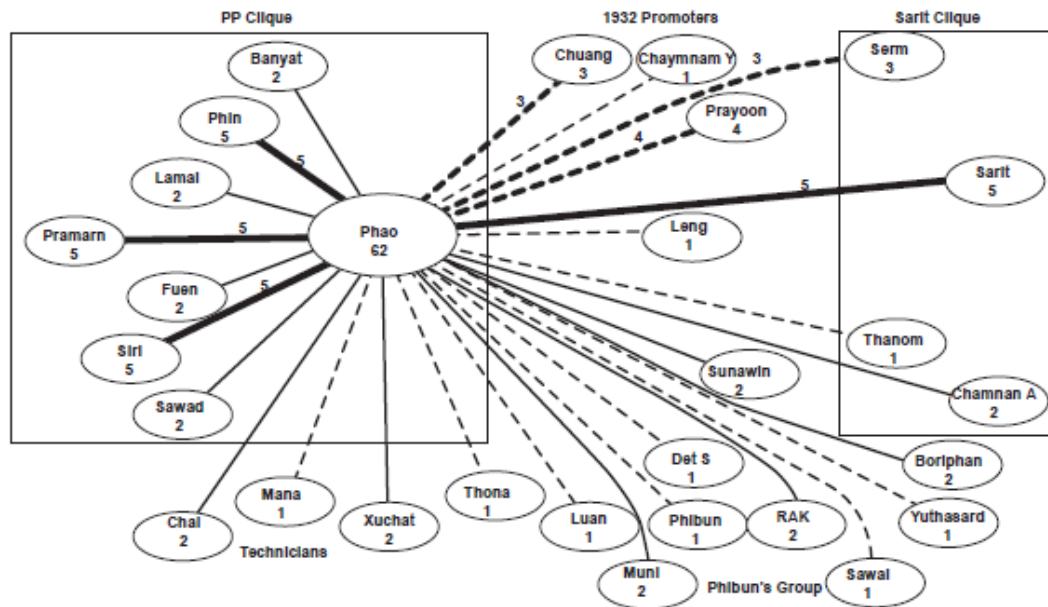 PP Clique
1932 Promoters
Sarit Clique
Banyat
2
Chuang
3
Chaymnam Y
1
3
Serm
3
Phin
5
3
Prayoon
4
4
5
Lamai
2
5
Sarit
5
Pramarn
5
5
Phao
62
Leng
1
Fuen
2
5
Siri
5
Thanom
1
Sunawin
2
Chamnan A
2
Sawad
2
Det S
1
Boriphan
2
Mana
1
Thona
1
Chai
2
Xuchat
2
Luan
1
Phibun
1
RAK
2
Yuthasard
1
Technicians
Muni
2
Phibun's Group
Sawai
1